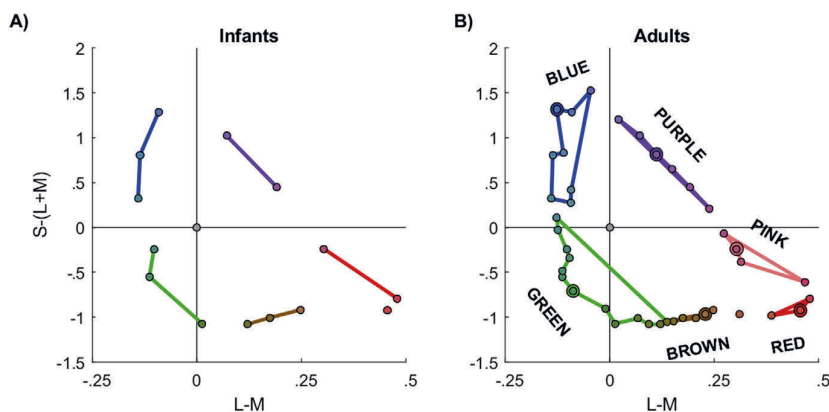 A)
Infants
2
1.5
1
.5
0
-.5
-1
-1.5
-.25
0
.25
.5
S-(L+M)
L-M
B)
Adults
2
1.5
1
.5
0
-.5
-1
-1.5
-.25
0
.25
.5
L-M
BLUE
PURPLE
PINK
GREEN
BROWN
RED